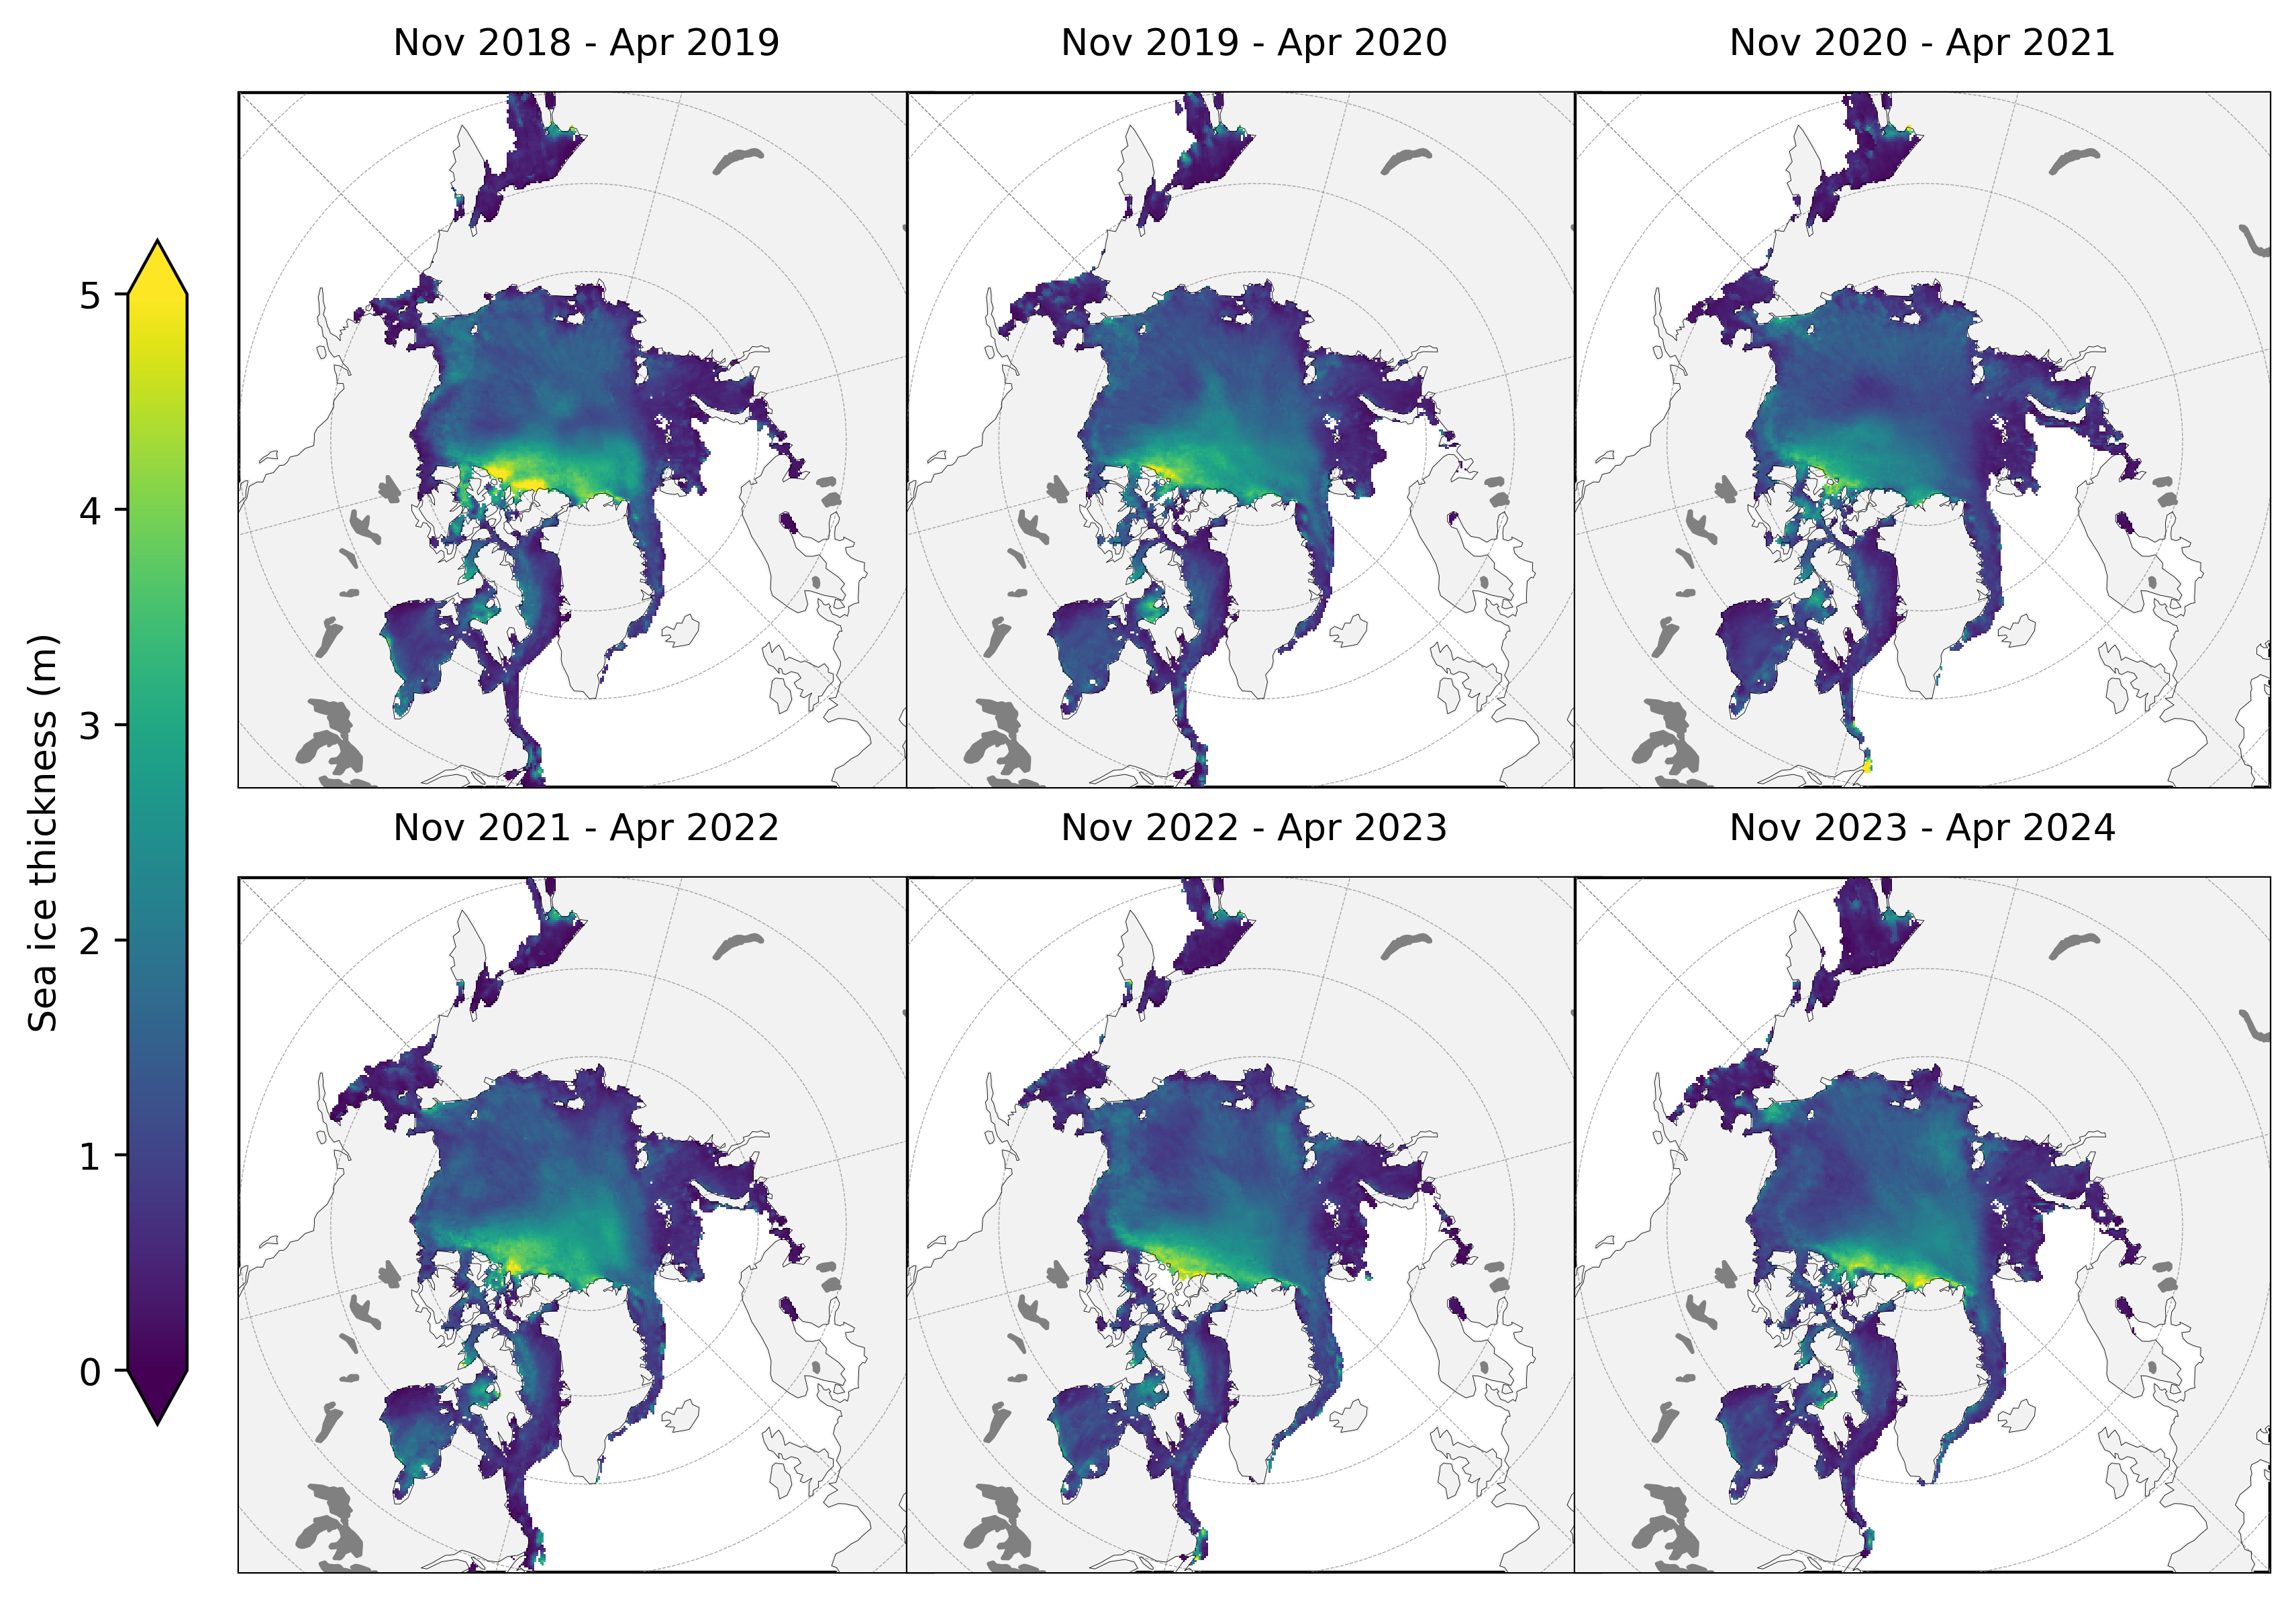 Nov 2018 - Apr 2019
Nov 2019 - Apr 2020
Nov 2020 - Apr 2021
5
4
3
2
1
0
Sea ice thickness (m)
Nov 2021 - Apr 2022
Nov 2022 - Apr 2023
Nov 2023 - Apr 2024